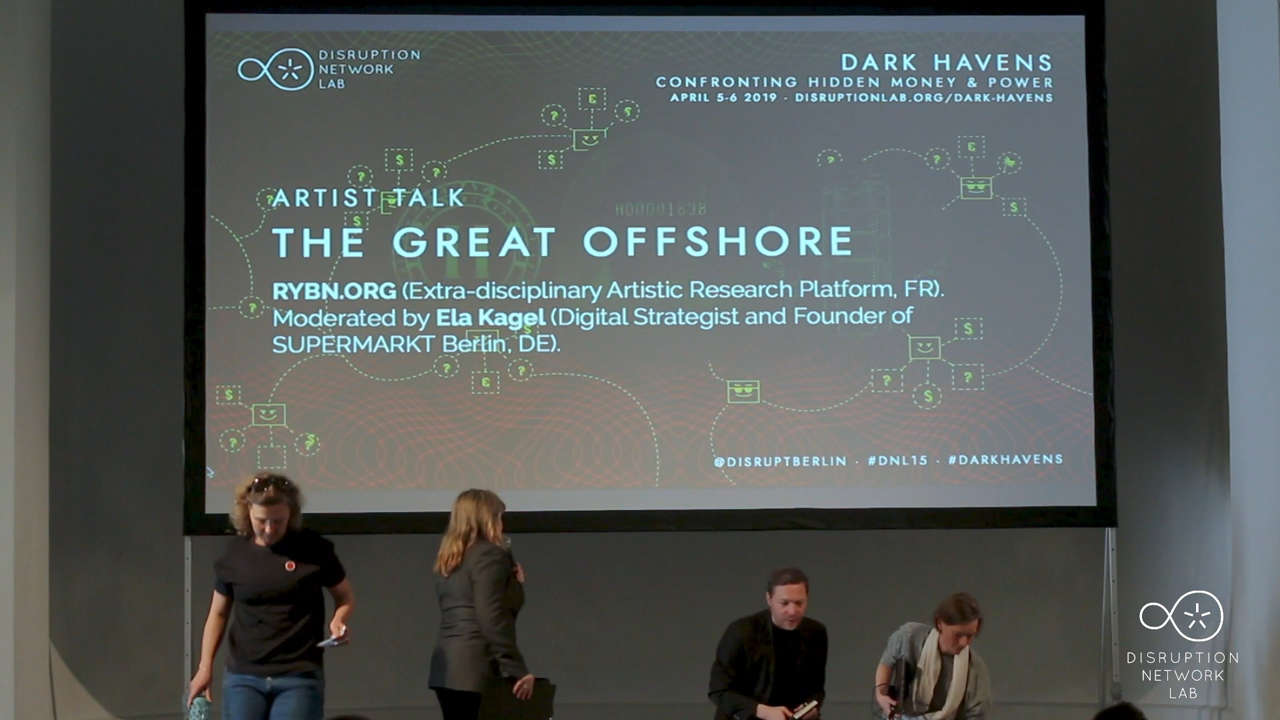 DISRUPTION
NETWORK
LAB
DARK HAVENS
CONFRONTING HIDDEN MONEY & POWER
APRIL 5-6 2019 · DISRUPTIONLAB.ORG/DARK-HAVENS
H00001898
ARTIST TALK
THE GREAT OFFSHORE
RYBN.ORG (Extra-disciplinary Artistic Research Platform, FR).
Moderated by Ela Kagel (Digital Strategist and Founder of
SUPERMARKT Berlin, DE).
@DISRUPTBERLIN · #DNL15 · #DARKHAVENS
DISRUPTION
NETWORK
LAB